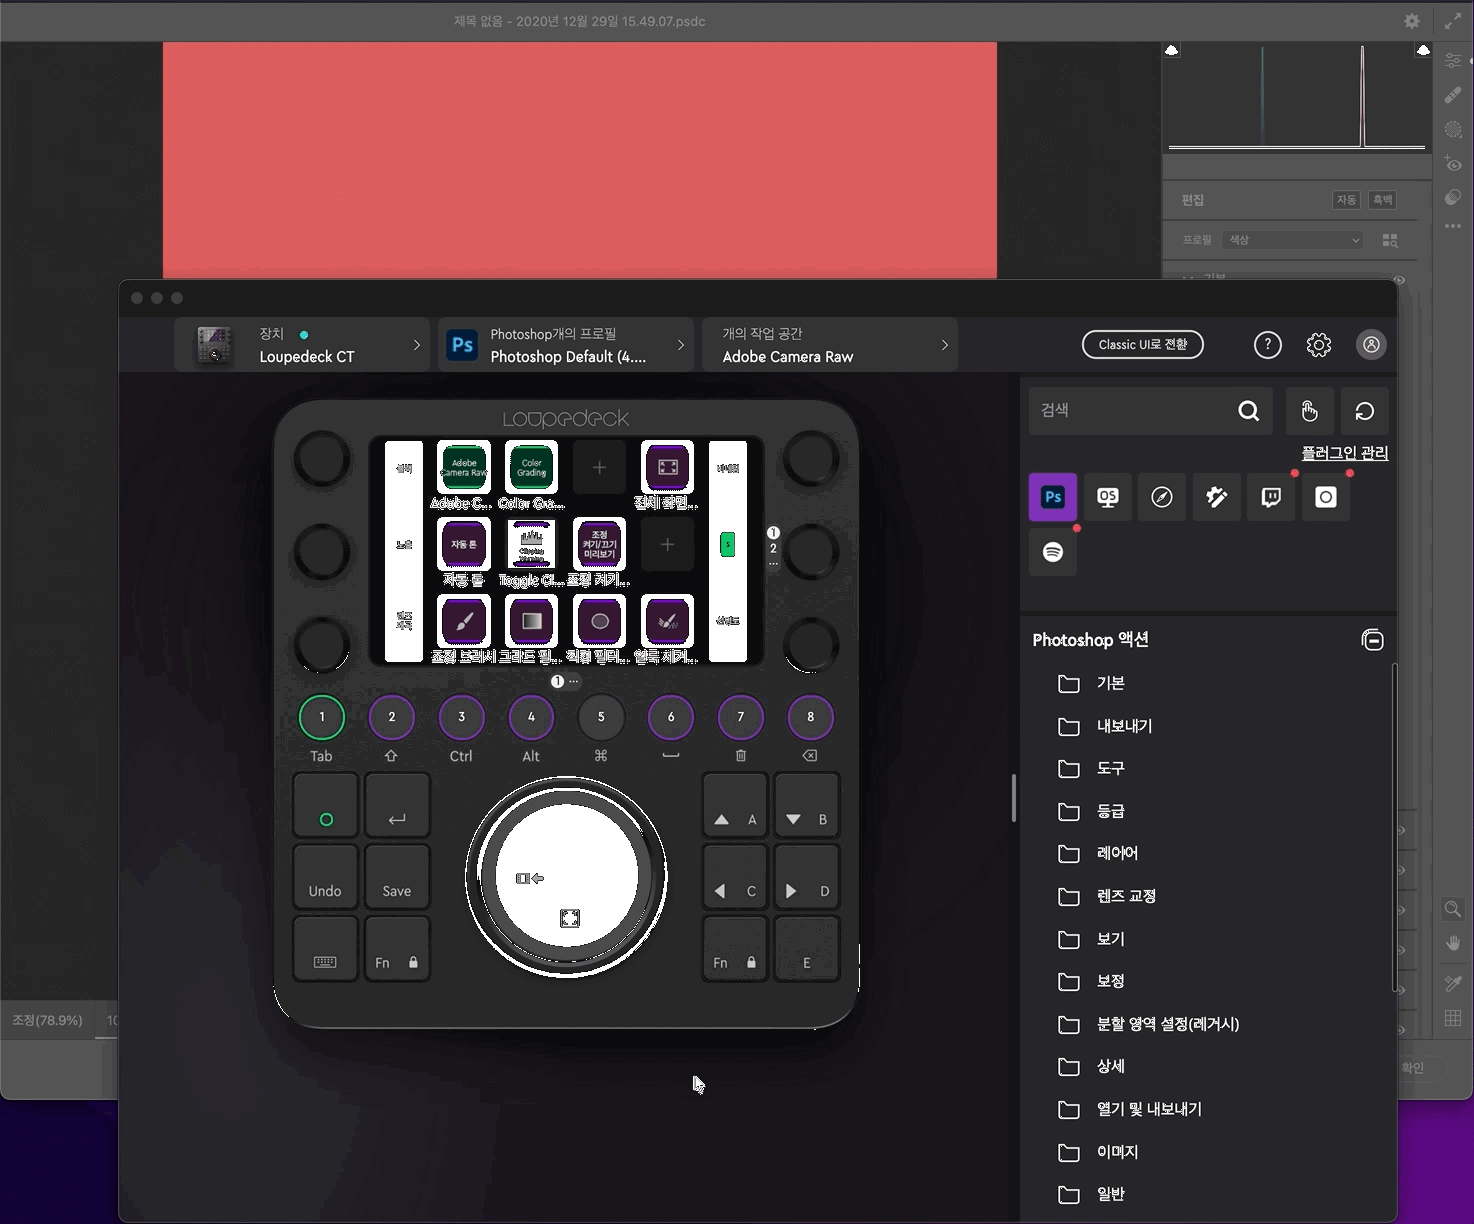 제목 없음 - 2020년 12월 29일 15.49.07.psdc
편집
자동
흑백
프로필
색상
기본
장치
Loupedeck CT
Photoshop개의 프로필
Photoshop Default (4....
개의 작업 공간
Adobe Camera Raw
Classic UI로 전환
?
Loupedeck
Adobe
Camera Raw
Color
Grading
Adobe C...
Color Gra...
전체 화면...
노출
자동 톤
Clipping
Warning
조정
켜기/끄기
미리보기
자동 톤
Toggle Cl...
조정 켜기...
조정 브러시
그라드 필...
1
2
...
1 ...
1
2
3
4
5
6
7
8
Tab
Ctrl
Alt
⌘
A
B
Undo
Save
C
D
Fn
Fn
E
검색
플러그인 관리
Ps
Ps
Photoshop 액션
기본
내보내기
도구
등급
레이어
렌즈 교정
보기
보정
분할 영역 설정(레거시)
상세
열기 및 내보내기
이미지
일반
조정(78.9%)
확인